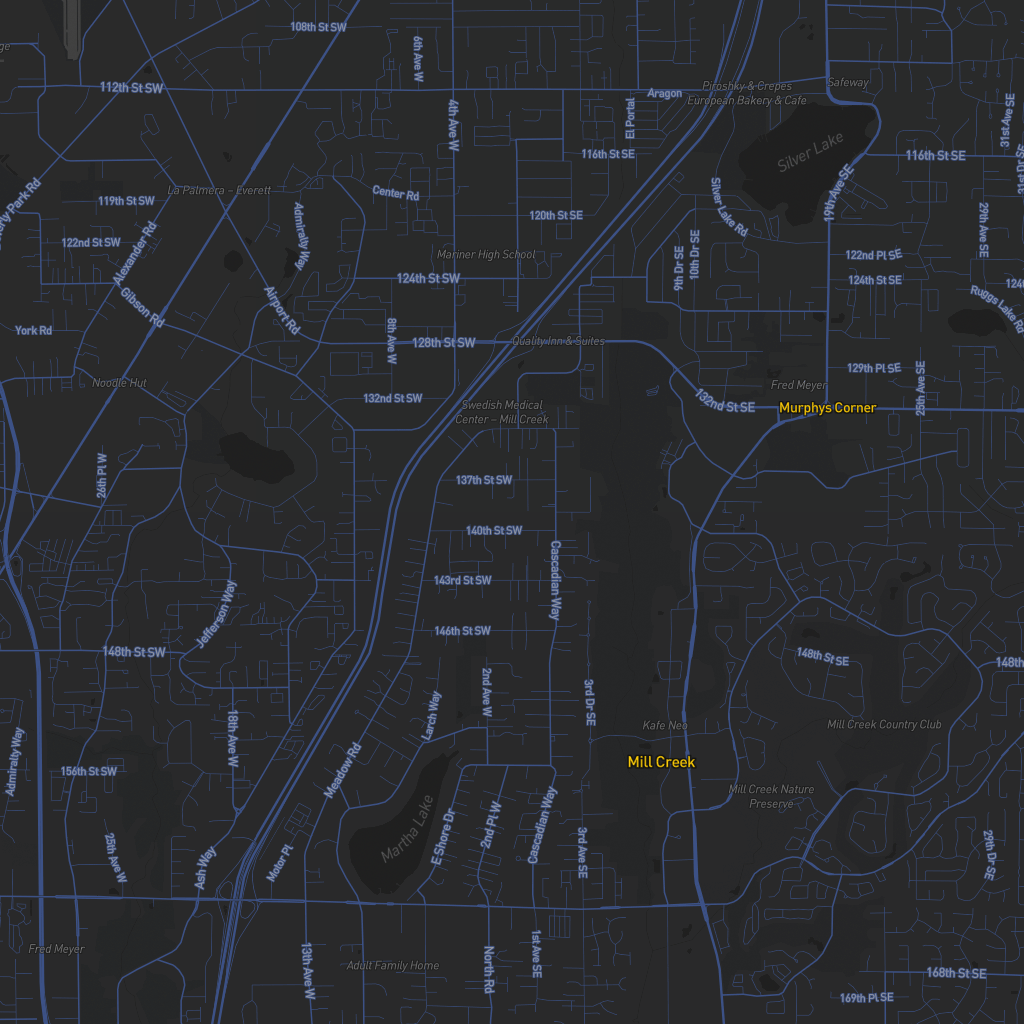 108th St SW
6th Ave W
112th St SW
4th Ave W
El Portal
Aragon
Piroshky & Crepes
European Bakery & Cafe
Safeway
Silver Lake
31st Ave SE
116th St SE
116th St SE
31st Dr SE
La Palmera – Everett
Center Rd
119th St SW
Admiralty Way
120th St SE
Silver Lake Rd
19th Ave SE
29th Ave SE
122nd St SW
Alexander Rd
Mariner High School
9th Dr SE
10th Dr SE
122nd Pl SE
124th St SW
124th St SE
Ruggs Lake Rd
Gibson Rd
Airport Rd
York Rd
8th Ave W
128th St SW
Quality Inn & Suites
129th Pl SE
25th Ave SE
Noodle Hut
Fred Meyer
132nd St SW
132nd St SE
Murphys Corner
Swedish Medical
Center – Mill Creek
26th Pl W
137th St SW
140th St SW
Cascadian Way
143rd St SW
Jefferson Way
146th St SW
148th St SW
148th St SE
148th
2nd Ave W
3rd Dr SE
Larch Way
18th Ave W
Kafe Neo
Mill Creek Country Club
Admiralty Way
Mill Creek
156th St SW
Meadow Rd
Mill Creek Nature
Preserve
Martha Lake
E Shore Dr
2nd Pl W
Cascadian Way
3rd Ave SE
25th Ave W
Ash Way
Motor Pl
29th Dr SE
Fred Meyer
13th Ave W
Adult Family Home
North Rd
1st Ave SE
168th St SE
169th Pl SE